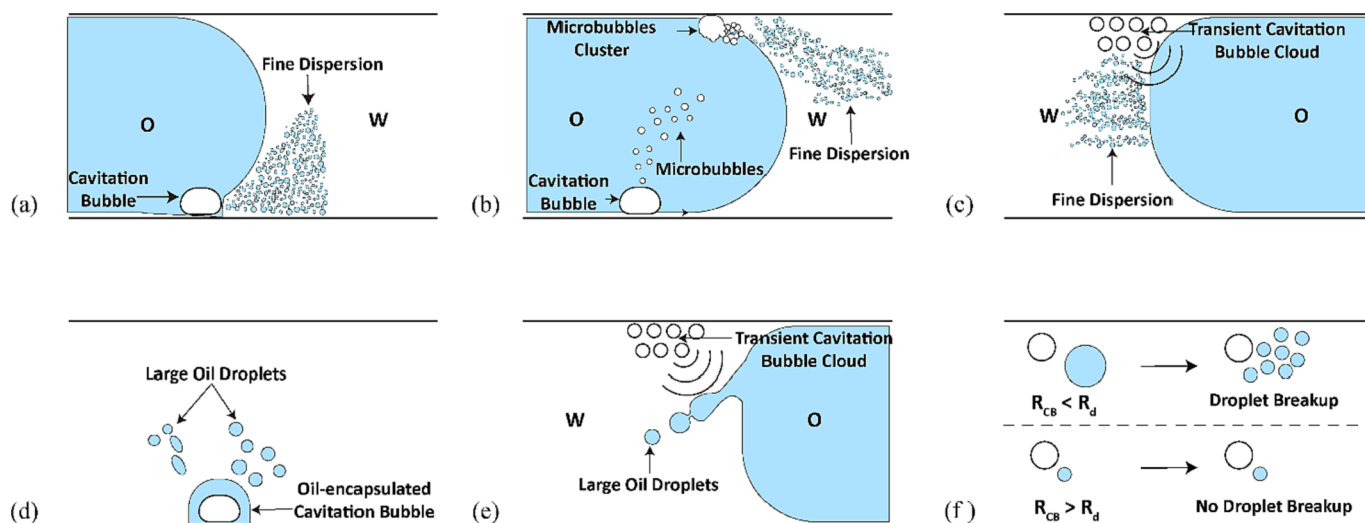 (a)
Fine Dispersion
O
W
Cavitation
Bubble
(b)
Microbubbles
Cluster
O
W
Fine Dispersion
Microbubbles
Cavitation
Bubble
(c)
Transient Cavitation
Bubble Cloud
W
O
Fine Dispersion
(d)
Large Oil Droplets
Oil-encapsulated
Cavitation Bubble
(e)
Transient Cavitation
Bubble Cloud
W
O
Large Oil Droplets
(f)
R_CB < R_d
Droplet Breakup
R_CB > R_d
No Droplet Breakup